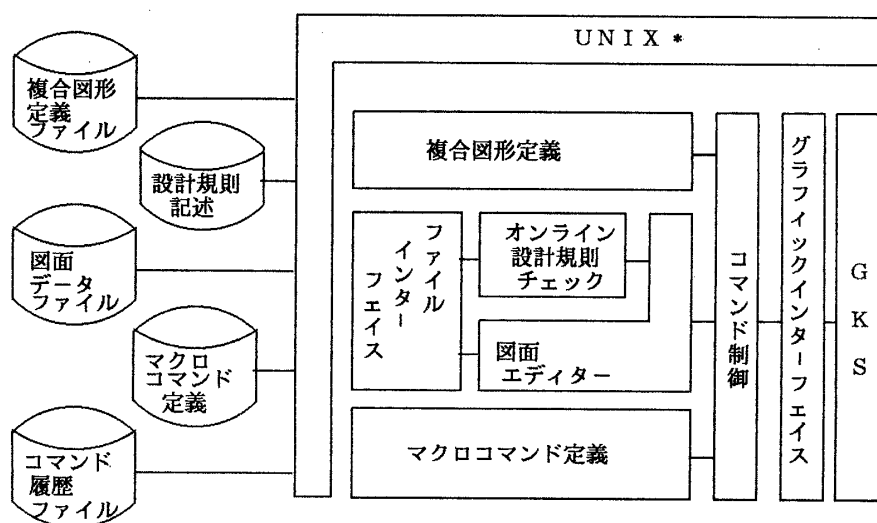 UNIX*
複合図形
定義
ファイル
設計規則
記述
図面
データ
ファイル
マクロ
コマンド
定義
コマンド
履歴
ファイル
複合図形定義
ファイル
インター
フェイス
オンライン
設計規則
チェック
図面
エディター
マクロコマンド定義
コマンド制御
グラフィックインターフェイス
GKS